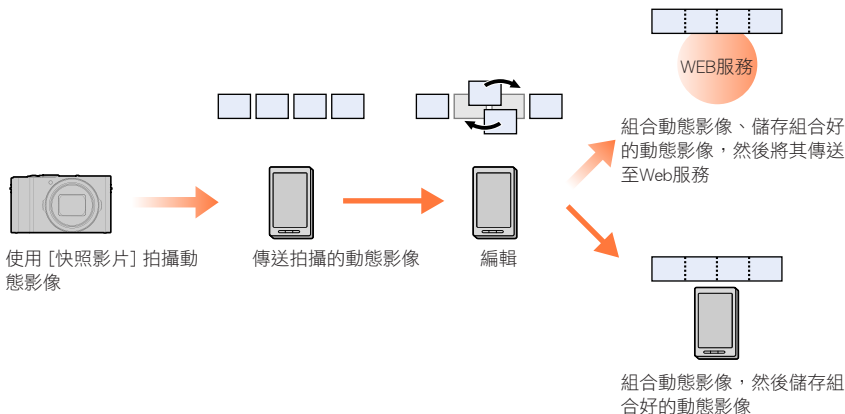 WEB服務
組合動態影像、儲存組合好
的動態影像，然後將其傳送
至Web服務
使用 [快照影片] 拍攝動
態影像
傳送拍攝的動態影像
編輯
組合動態影像，然後儲存組
合好的動態影像